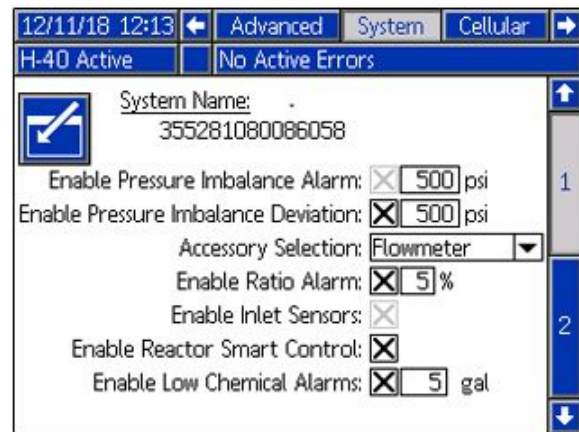 12/11/18 12:13 Advanced System Cellular
H-40 Active No Active Errors
System Name:
355281080086058
Enable Pressure Imbalance Alarm: 500 psi
1
Enable Pressure Imbalance Deviation: 500 psi
Accessory Selection: Flowmeter
Enable Ratio Alarm: 5 %
Enable Inlet Sensors:
2
Enable Reactor Smart Control:
Enable Low Chemical Alarms: 5 gal